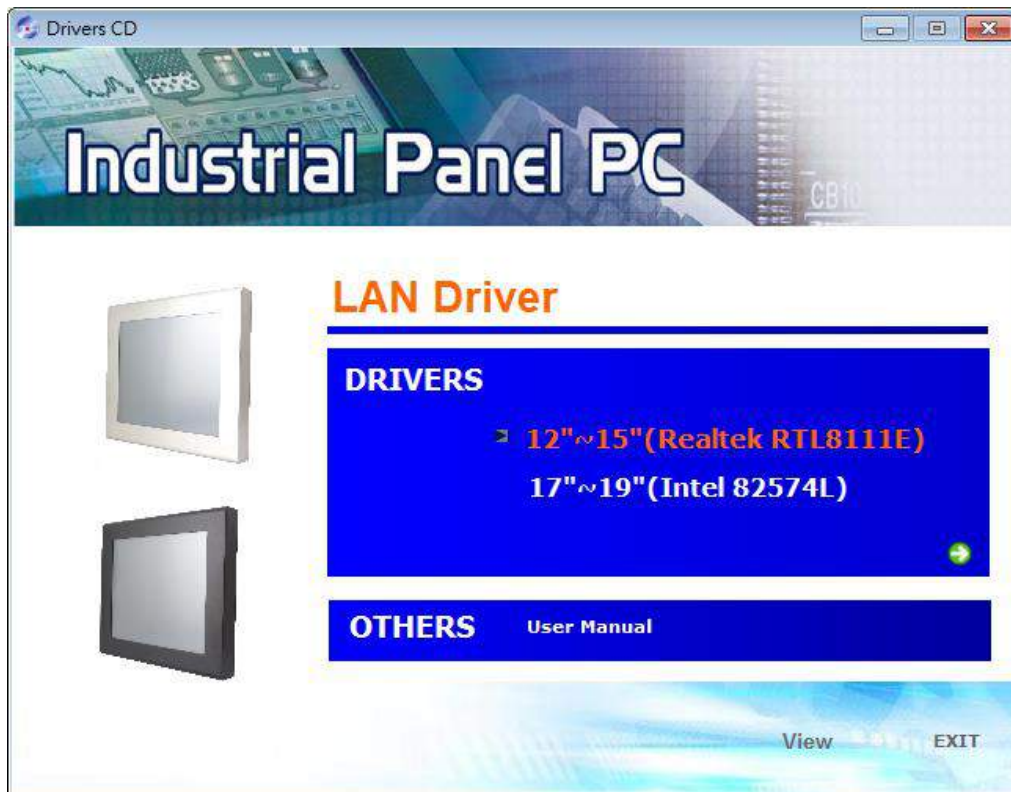 Drivers CD
Industrial Panel PC
CB10
LAN Driver
DRIVERS
12"~15"(Realtek RTL8111E)
17"~19"(Intel 82574L)
OTHERS User Manual
View EXIT